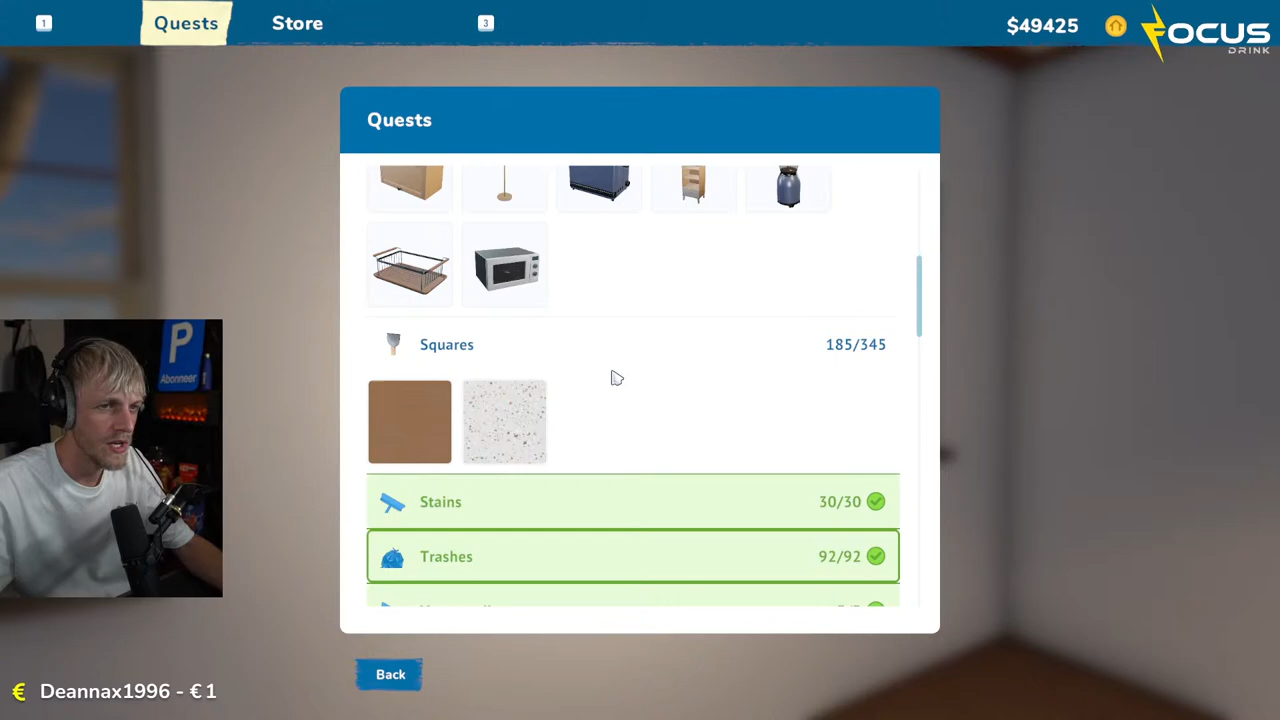 1 Quests Store 3 $49425 FOCUS
DRINK
Quests
Squares 185/345
P
Abonneer
Stains 30/30
Trashes 92/92
Back
€ Deannax1996 - € 1